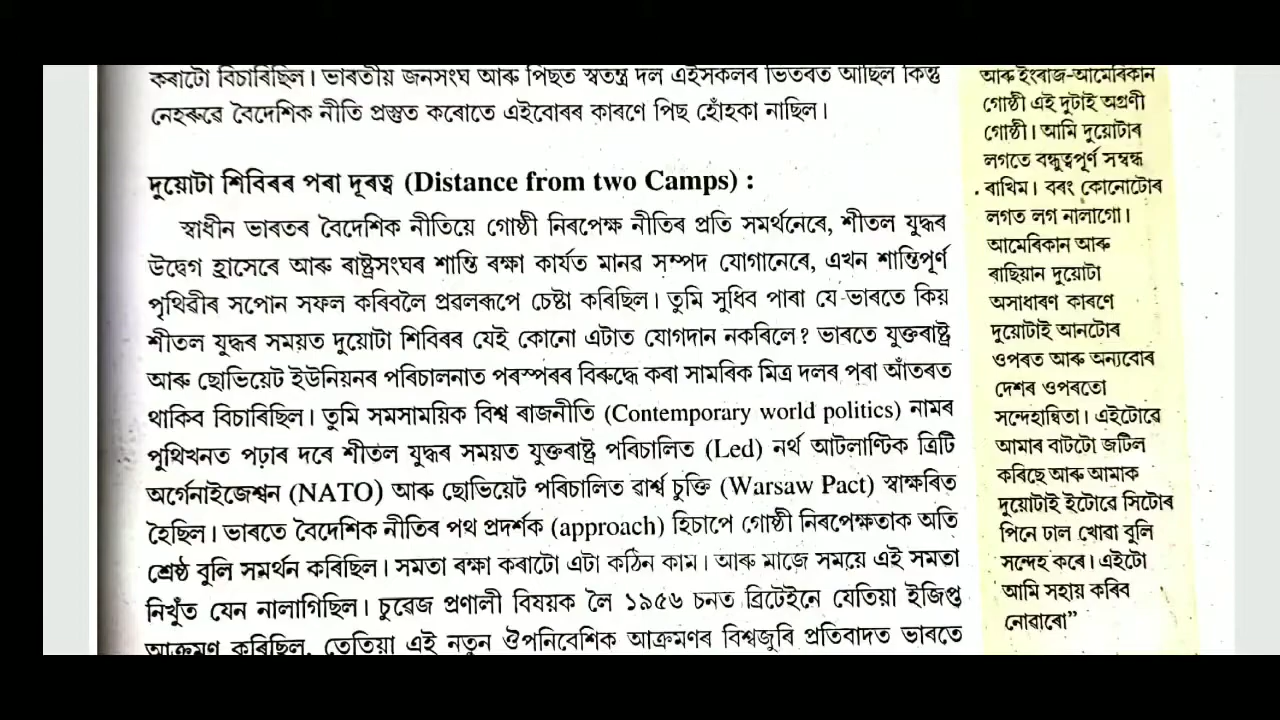 কৰাটো বিচাৰিছিল। ভাৰতীয় জনসংঘ আৰু পিছত স্বতন্ত্ৰ দল এইসকলৰ ভিতৰত আছিল কিন্তু
নেহৰুৱে বৈদেশিক নীতি প্ৰস্তুত কৰোতে এইবোৰৰ কাৰণে পিছ হোঁহকা নাছিল।
দুয়োটা শিবিৰৰ পৰা দূৰত্ব (Distance from two Camps) :
স্বাধীন ভাৰতৰ বৈদেশিক নীতিয়ে গোষ্ঠী নিৰপেক্ষ নীতিৰ প্ৰতি সমৰ্থনেৰে, শীতল যুদ্ধৰ
উদ্বেগ হ্ৰাসেৰে আৰু ৰাষ্ট্ৰসংঘৰ শান্তি ৰক্ষা কাৰ্যত মানৱ সম্পদ যোগানেৰে, এখন শান্তিপূৰ্ণ
পৃথিৱীৰ সপোন সফল কৰিবলৈ প্ৰৱলৰূপে চেষ্টা কৰিছিল। তুমি সুধিব পাৰা যে ভাৰতে কিয়
শীতল যুদ্ধৰ সময়ত দুয়োটা শিবিৰৰ যেই কোনো এটাত যোগদান নকৰিলে? ভাৰতে যুক্তৰাষ্ট্ৰ
আৰু ছোভিয়েট ইউনিয়নৰ পৰিচালনাত পৰস্পৰৰ বিৰুদ্ধে কৰা সামৰিক মিত্ৰ দলৰ পৰা আঁতৰত
থাকিব বিচাৰিছিল। তুমি সমসাময়িক বিশ্ব ৰাজনীতি (Contemporary world politics) নামৰ
পুথিখনত পঢ়াৰ দৰে শীতল যুদ্ধৰ সময়ত যুক্তৰাষ্ট্ৰ পৰিচালিত (Led) নৰ্থ আটলাণ্টিক ত্ৰিটি
অৰ্গেনাইজেশ্বন (NATO) আৰু ছোভিয়েট পৰিচালিত ৱাৰ্শ্ব চুক্তি (Warsaw Pact) স্বাক্ষৰিত
হৈছিল। ভাৰতে বৈদেশিক নীতিৰ পথ প্ৰদৰ্শক (approach) হিচাপে গোষ্ঠী নিৰপেক্ষতাক অতি
শ্ৰেষ্ঠ বুলি সমৰ্থন কৰিছিল। সমতা ৰক্ষা কৰাটো এটা কঠিন কাম। আৰু মাজে সময়ে এই সমতা
নিখুঁত যেন নালাগিছিল। চুৱেজ প্ৰণালী বিষয়ক লৈ ১৯৫৬ চনত ব্ৰিটেইনে যেতিয়া ইজিপ্ত
আক্ৰমণ কৰিছিল, তেতিয়া এই নতুন ঔপনিবেশিক আক্ৰমণৰ বিশ্বজুৰি প্ৰতিবাদত ভাৰতে
আৰু ইংৰাজ-আমেৰিকান
গোষ্ঠী এই দুটাই অগ্ৰণী
গোষ্ঠী। আমি দুয়োটাৰ
লগতে বন্ধুত্বপূৰ্ণ সম্বন্ধ
ৰাখিম। বৰং কোনোটোৰ
লগত লগ নালাগো।
আমেৰিকান আৰু
ৰাছিয়ান দুয়োটা
অসাধাৰণ কাৰণে
দুয়োটাই আনটোৰ
ওপৰত আৰু অন্যবোৰ
দেশৰ ওপৰতো
সন্দেহান্বিতা। এইটোৱে
আমাৰ বাটটো জটিল
কৰিছে আৰু আমাক
দুয়োটাই ইটোৱে সিটোৰ
পিনে ঢাল খোৱা বুলি
সন্দেহ কৰে। এইটো
আমি সহায় কৰিব
নোৱাৰো”